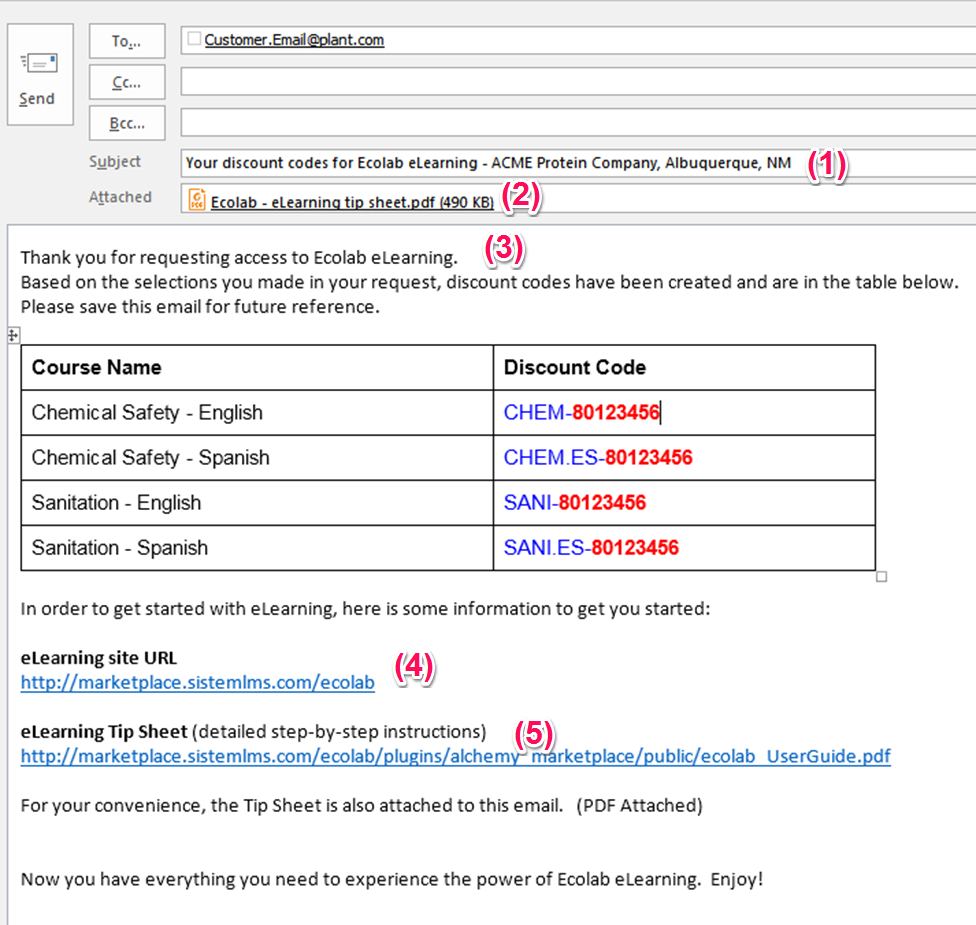 To...
Customer.Email@plant.com
Send
Cc...
Bcc...
Subject
Your discount codes for Ecolab eLearning - ACME Protein Company, Albuquerque, NM (1)
Attached
Ecolab - eLearning tip sheet.pdf (490 KB) (2)
Thank you for requesting access to Ecolab eLearning. (3)
Based on the selections you made in your request, discount codes have been created and are in the table below.
Please save this email for future reference.
Course Name Discount Code
Chemical Safety - English CHEM-80123456
Chemical Safety - Spanish CHEM.ES-80123456
Sanitation - English SANI-80123456
Sanitation - Spanish SANI.ES-80123456
In order to get started with eLearning, here is some information to get you started:
eLearning site URL (4)
http://marketplace.sistemlms.com/ecolab
eLearning Tip Sheet (detailed step-by-step instructions) (5)
http://marketplace.sistemlms.com/ecolab/plugins/alchemy_marketplace/public/ecolab_UserGuide.pdf
For your convenience, the Tip Sheet is also attached to this email. (PDF Attached)
Now you have everything you need to experience the power of Ecolab eLearning. Enjoy!